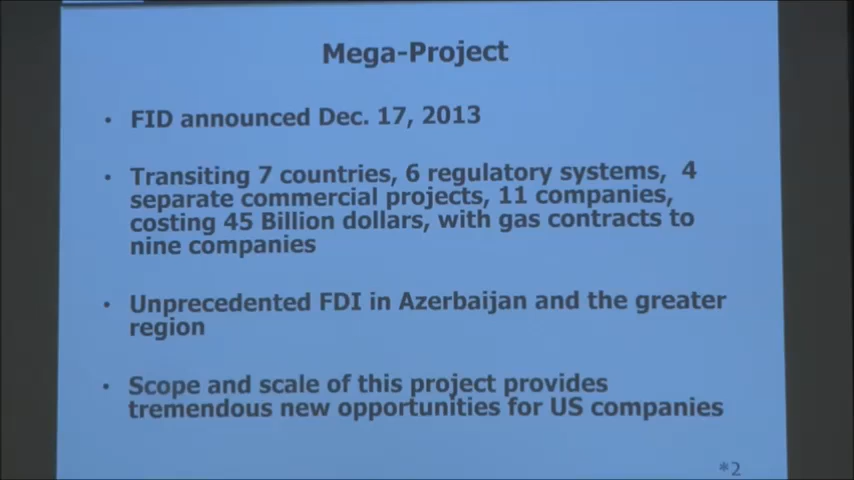 Mega-Project
• FID announced Dec. 17, 2013
• Transiting 7 countries, 6 regulatory systems, 4
separate commercial projects, 11 companies,
costing 45 Billion dollars, with gas contracts to
nine companies
• Unprecedented FDI in Azerbaijan and the greater
region
• Scope and scale of this project provides
tremendous new opportunities for US companies
*2